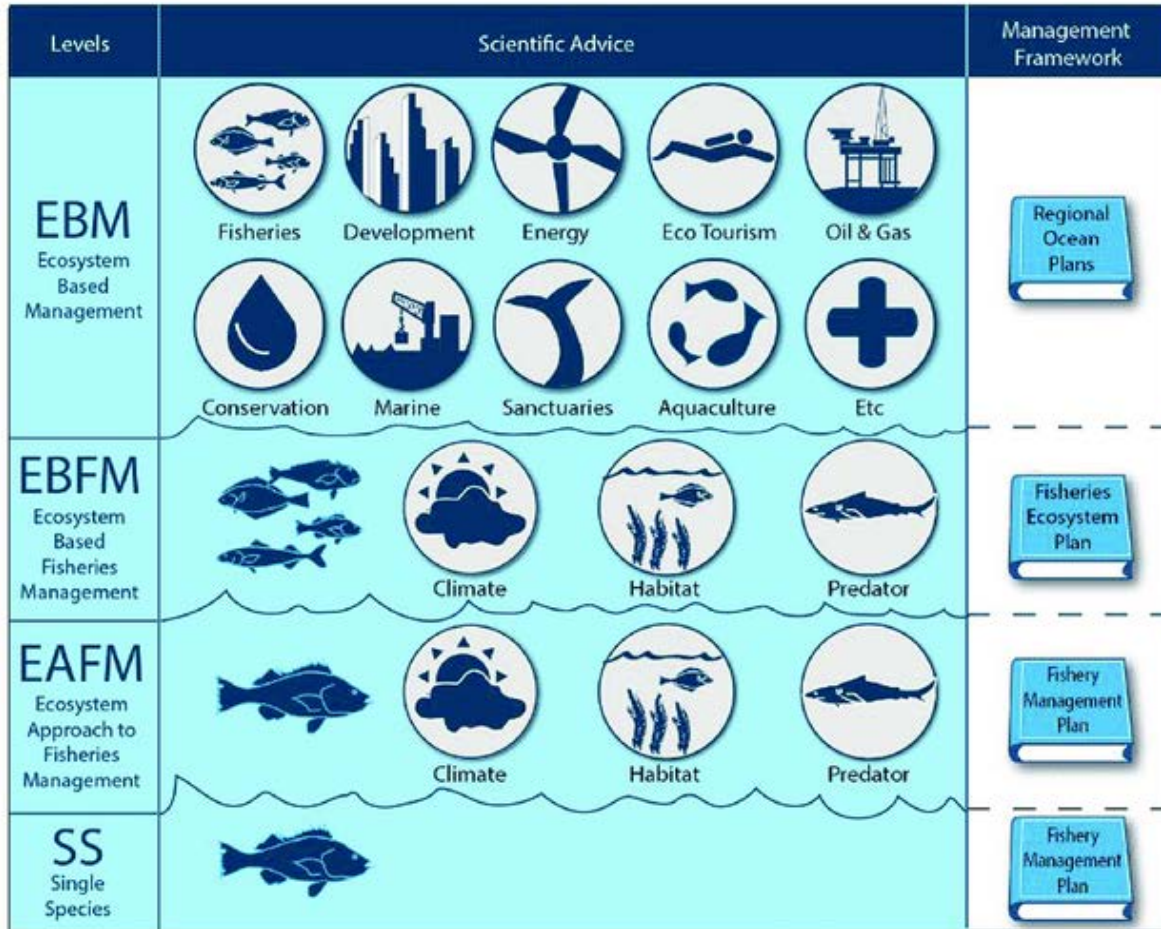 Levels
Scientific Advice
Management
Framework
EBM
Ecosystem
Based
Management
Fisheries
Development
Energy
Eco Tourism
Oil & Gas
Conservation
Marine
Sanctuaries
Aquaculture
Etc
Regional
Ocean
Plans
EBFM
Ecosystem
Based
Fisheries
Management
Climate
Habitat
Predator
Fisheries
Ecosystem
Plan
EAFM
Ecosystem
Approach to
Fisheries
Management
Climate
Habitat
Predator
Fishery
Management
Plan
SS
Single
Species
Fishery
Management
Plan